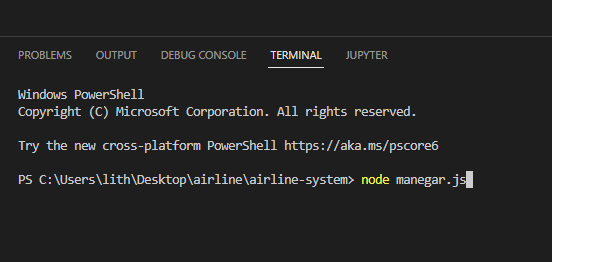 PROBLEMS OUTPUT DEBUG CONSOLE TERMINAL JUPYTER
Windows PowerShell
Copyright (C) Microsoft Corporation. All rights reserved.
Try the new cross-platform PowerShell https://aka.ms/pscore6
PS C:\Users\lith\Desktop\airline\airline-system> node manegar.js